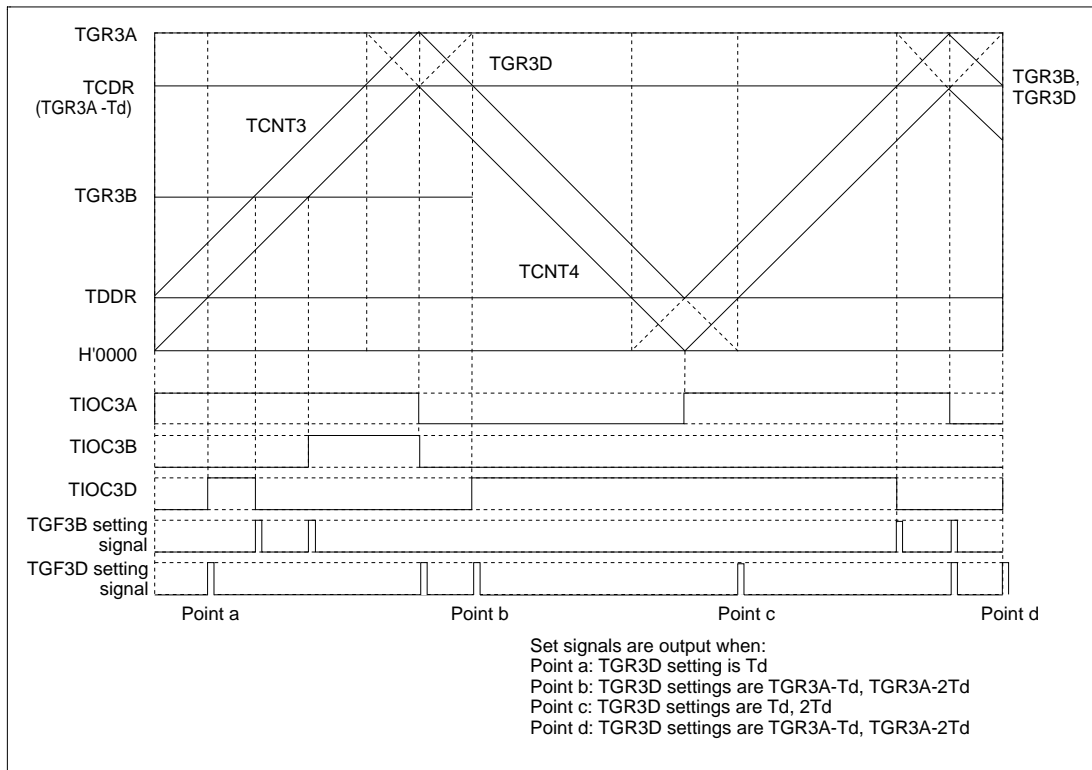 TGR3A
TGR3D
TCDR
(TGR3A -Td)
TGR3B,
TGR3D
TCNT3
TGR3B
TCNT4
TDDR
H'0000
TIOC3A
TIOC3B
TIOC3D
TGF3B setting
signal
TGF3D setting
signal
Point a
Point b
Point c
Point d
Set signals are output when:
Point a: TGR3D setting is Td
Point b: TGR3D settings are TGR3A-Td, TGR3A-2Td
Point c: TGR3D settings are Td, 2Td
Point d: TGR3D settings are TGR3A-Td, TGR3A-2Td